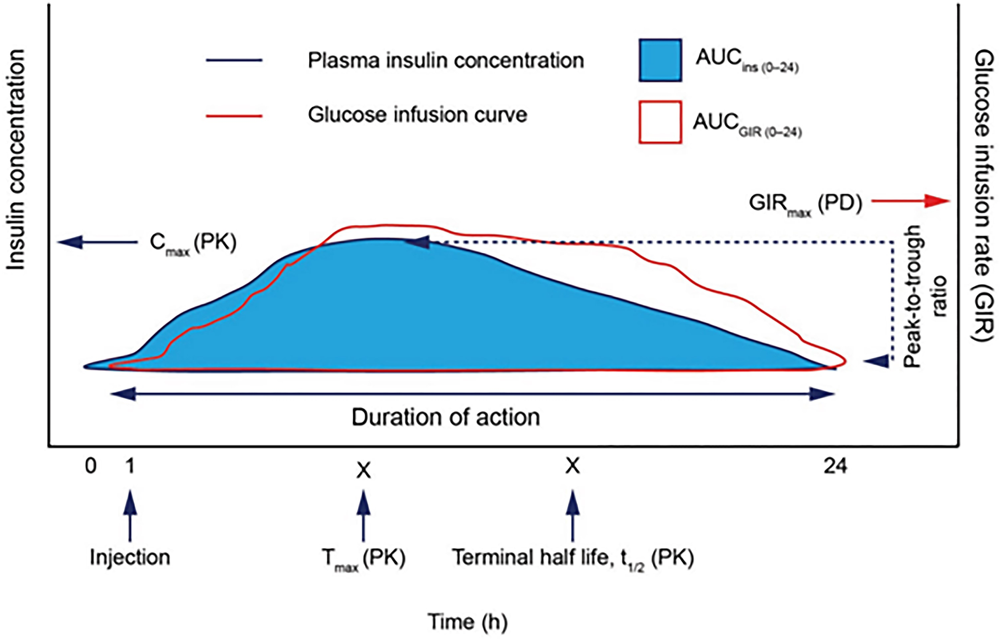 Insulin concentration
Plasma insulin concentration
Glucose infusion curve
AUCins (0–24)
AUCGIR (0–24)
Glucose infusion rate (GIR)
GIRmax (PD)
Cmax (PK)
Peak-to-trough
ratio
Duration of action
0 1 X X 24
Injection
Tmax (PK)
Terminal half life, t1/2 (PK)
Time (h)